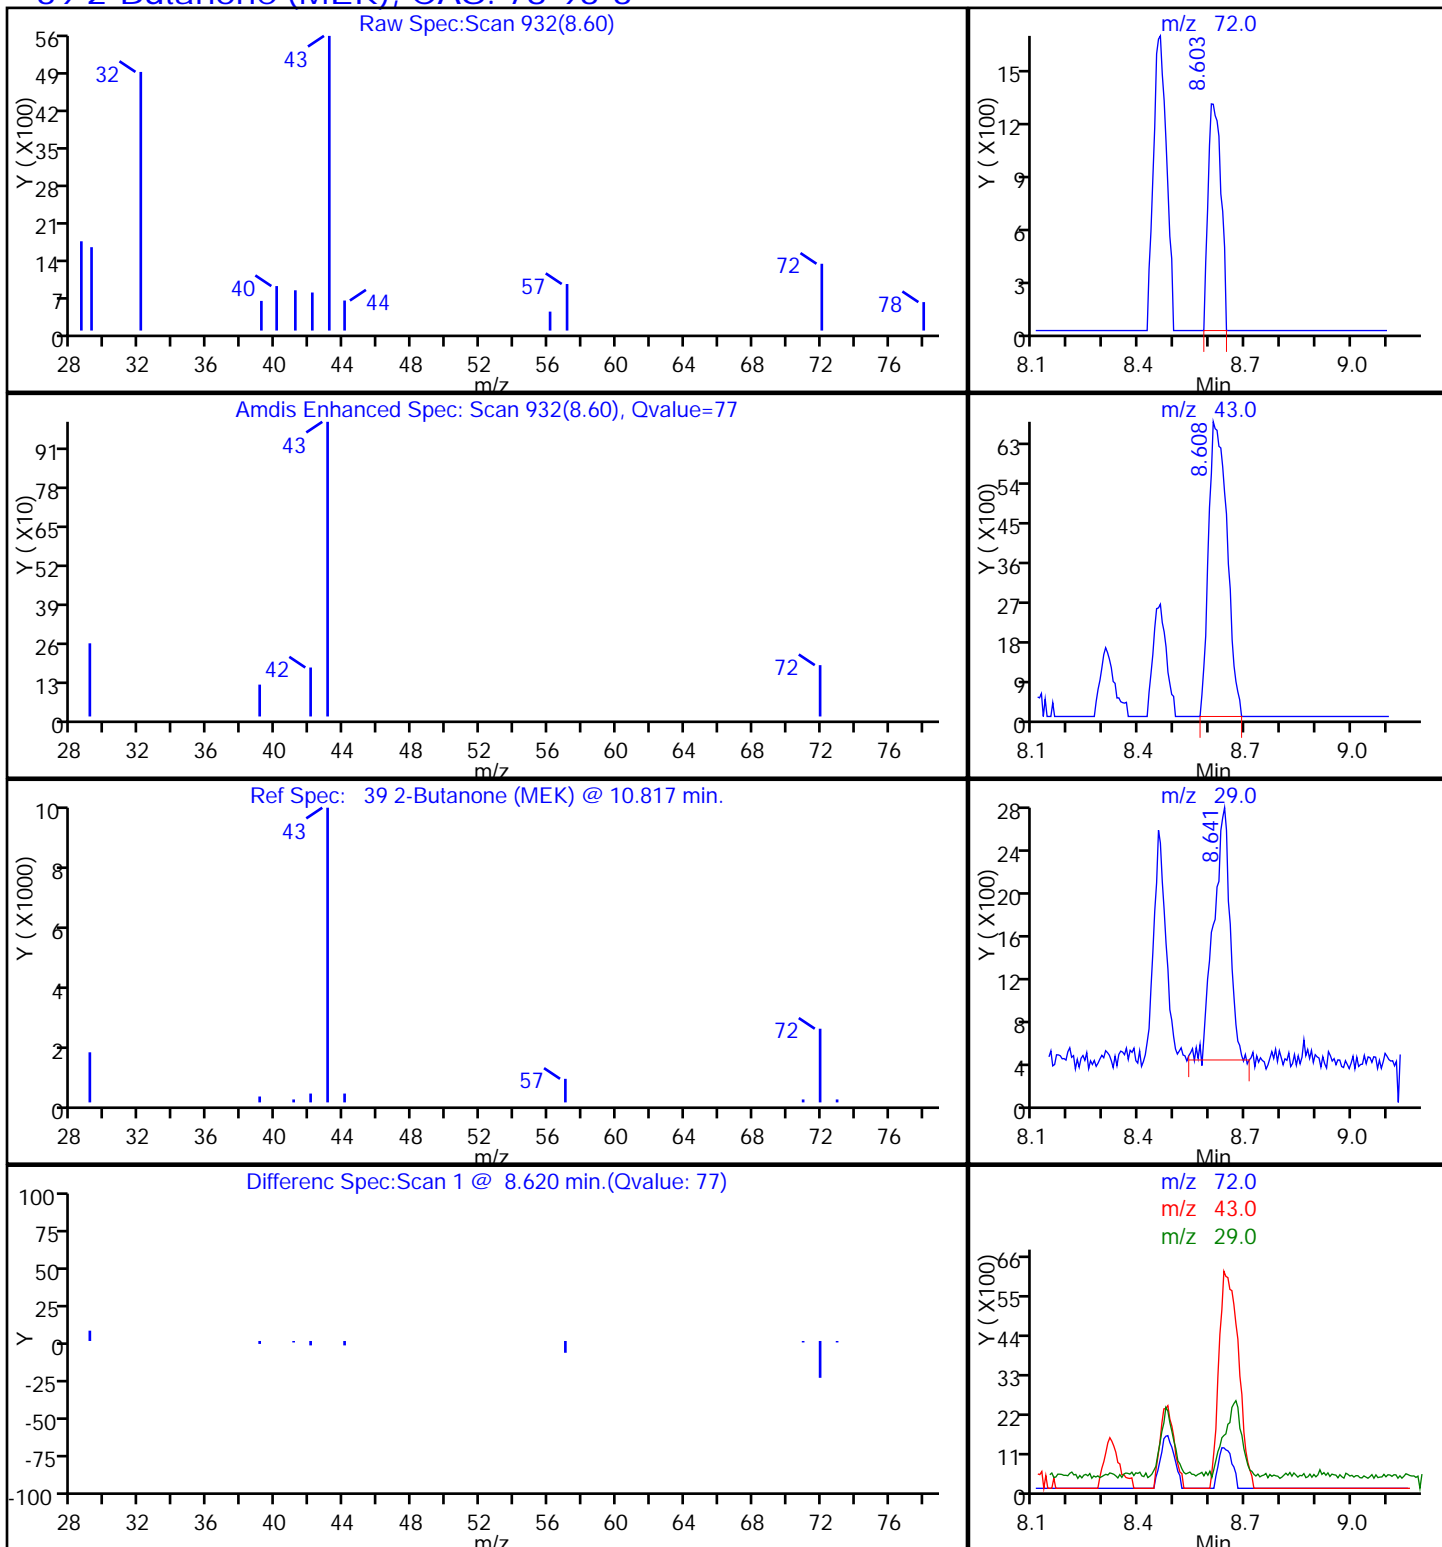 39 2-Butanone (MEK), CAS: 78-93-3
Raw Spec:Scan 932(8.60)
Y ( X100)
56
49
42
35
28
21
14
7
0
32
43
40
44
57
72
78
28 32 36 40 44 48 52 56 60 64 68 72 76
m/z
m/z 72.0
Y ( X100)
15
12
9
6
3
0
8.603
8.1 8.4 8.7 9.0
Min
Amdis Enhanced Spec: Scan 932(8.60), Qvalue=77
Y ( X10)
91
78
65
52
39
26
13
0
43
42
72
28 32 36 40 44 48 52 56 60 64 68 72 76
m/z
m/z 43.0
Y ( X100)
63
54
45
36
27
18
9
0
8.608
8.1 8.4 8.7 9.0
Min
Ref Spec: 39 2-Butanone (MEK) @ 10.817 min.
Y ( X1000)
10
8
6
4
2
0
43
57
72
28 32 36 40 44 48 52 56 60 64 68 72 76
m/z
m/z 29.0
Y ( X100)
28
24
20
16
12
8
4
0
8.641
8.1 8.4 8.7 9.0
Min
Differenc Spec:Scan 1 @ 8.620 min.(Qvalue: 77)
Y
100
75
50
25
0
-25
-50
-75
-100
28 32 36 40 44 48 52 56 60 64 68 72 76
m/z
m/z 72.0
m/z 43.0
m/z 29.0
Y ( X100)
66
55
44
33
22
11
0
8.1 8.4 8.7 9.0
Min